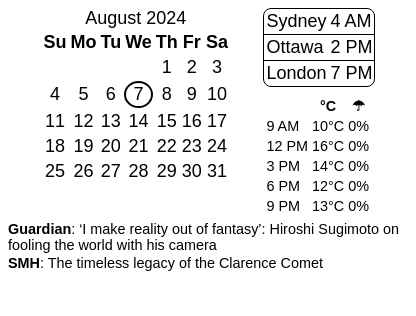 August 2024
Su Mo Tu We Th Fr Sa
1 2 3
4 5 6 7 8 9 10
11 12 13 14 15 16 17
18 19 20 21 22 23 24
25 26 27 28 29 30 31
Sydney 4 AM
Ottawa 2 PM
London 7 PM
°C ☂
9 AM 10°C 0%
12 PM 16°C 0%
3 PM 14°C 0%
6 PM 12°C 0%
9 PM 13°C 0%
Guardian: ‘I make reality out of fantasy’: Hiroshi Sugimoto on
fooling the world with his camera
SMH: The timeless legacy of the Clarence Comet